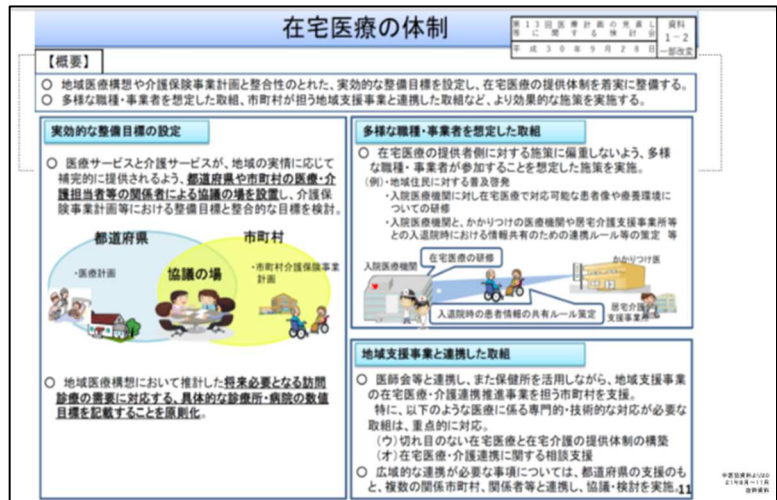 在宅医療の体制
第13回医療計画の見直し
等に関する検討会
平成30年9月28日
資料
1－2
一部改変
【概要】
○ 地域医療構想や介護保険事業計画と整合性のとれた、実効的な整備目標を設定し、在宅医療の提供体制を着実に整備する。
○ 多様な職種・事業者を想定した取組、市町村が担う地域支援事業と連携した取組など、より効果的な施策を実施する。
実効的な整備目標の設定
○ 医療サービスと介護サービスが、地域の実情に応じて
補完的に提供されるよう、都道府県や市町村の医療・介
護担当者等の関係者による協議の場を設置し、介護保
険事業計画等における整備目標と整合的な目標を検討。
都道府県
市町村
・医療計画
協議の場
・市町村介護保険事業
計画
○ 地域医療構想において推計した将来必要となる訪問
診療の需要に対する、具体的な診療所・病院の数値
目標を記載することを原則化。
多様な職種・事業者を想定した取組
○ 在宅医療の提供者側に対する施策に偏重しないよう、多様
な職種・事業者が参加することを想定した施策を実施。
（例）・地域住民に対する普及啓発
・入院医療機関に対し在宅で対応可能な患者像や療養環境に
ついての研修
・入院医療機関と、かかりつけの医療機関や居宅介護支援事業所等
との入退院時における情報共有のための連携ルール等の策定 等
入院医療機関
在宅医療の研修
かかりつけ医
入退院時の患者情報の共有ルール策定
居宅介護
支援事業所
地域支援事業と連携した取組
○ 医師会等と連携し、また保健所を活用しながら、地域支援事業
の在宅医療・介護連携推進事業を担う市町村を支援。
特に、以下のような医療に係る専門的・技術的な対応が必要な
取組は、重点的に対応。
（ウ）切れ目のない在宅医療と在宅介護の提供体制の構築
（オ）在宅医療・介護連携に関する相談支援
○ 広域的な連携が必要な事項については、都道府県の支援のも
と、複数の関係市町村、関係者等と連携し、協議・検討を実施。
11